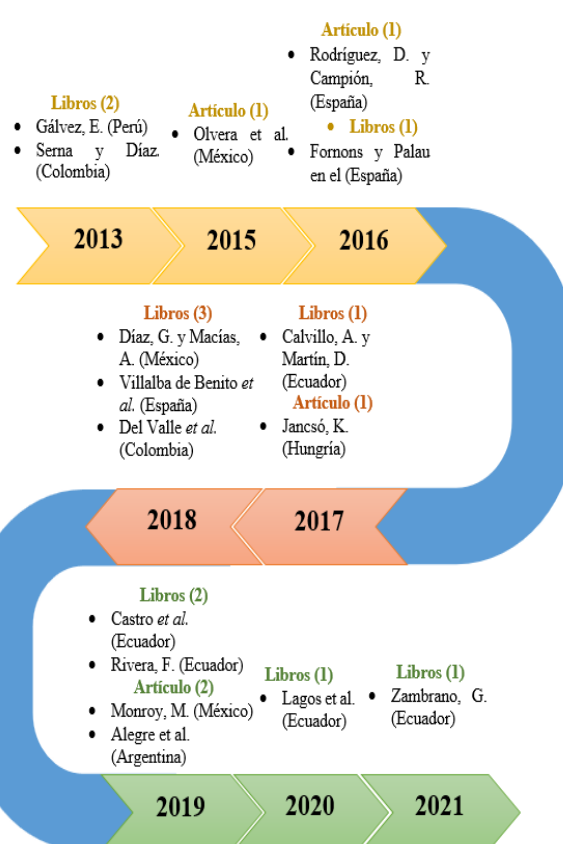 Libros (2)
• Gálvez, E. (Perú)
• Serna y Díaz.
(Colombia)
Artículo (1)
• Olvera et al.
(México)
Artículo (1)
• Rodríguez, D. y
Campión, R.
(España)
• Libros (1)
• Fornons y Palau
en el (España)
2013
2015
2016
Libros (3)
• Díaz, G. y Macías,
A. (México)
• Villalba de Benito et
al. (España)
• Del Valle et al.
(Colombia)
Libros (1)
• Calvillo, A. y
Martín, D.
(Ecuador)
Artículo (1)
• Jancsó, K.
(Hungría)
2018
2017
Libros (2)
• Castro et al.
(Ecuador)
• Rivera, F. (Ecuador)
Artículo (2)
• Monroy, M. (México)
• Alegre et al.
(Argentina)
Libros (1)
• Lagos et al.
(Ecuador)
Libros (1)
• Zambrano, G.
(Ecuador)
2019
2020
2021